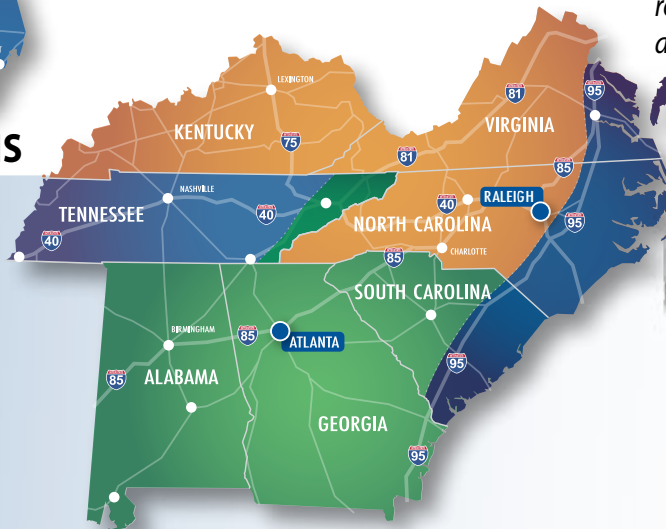 LEXINGTON
81
95
VIRGINIA
KENTUCKY
75
81
85
S
NASHVILLE
TENNESSEE
40
40
40
RALEIGH
NORTH CAROLINA
95
CHARLOTTE
85
SOUTH CAROLINA
BIRMINGHAM
85
ATLANTA
95
85
ALABAMA
GEORGIA
95